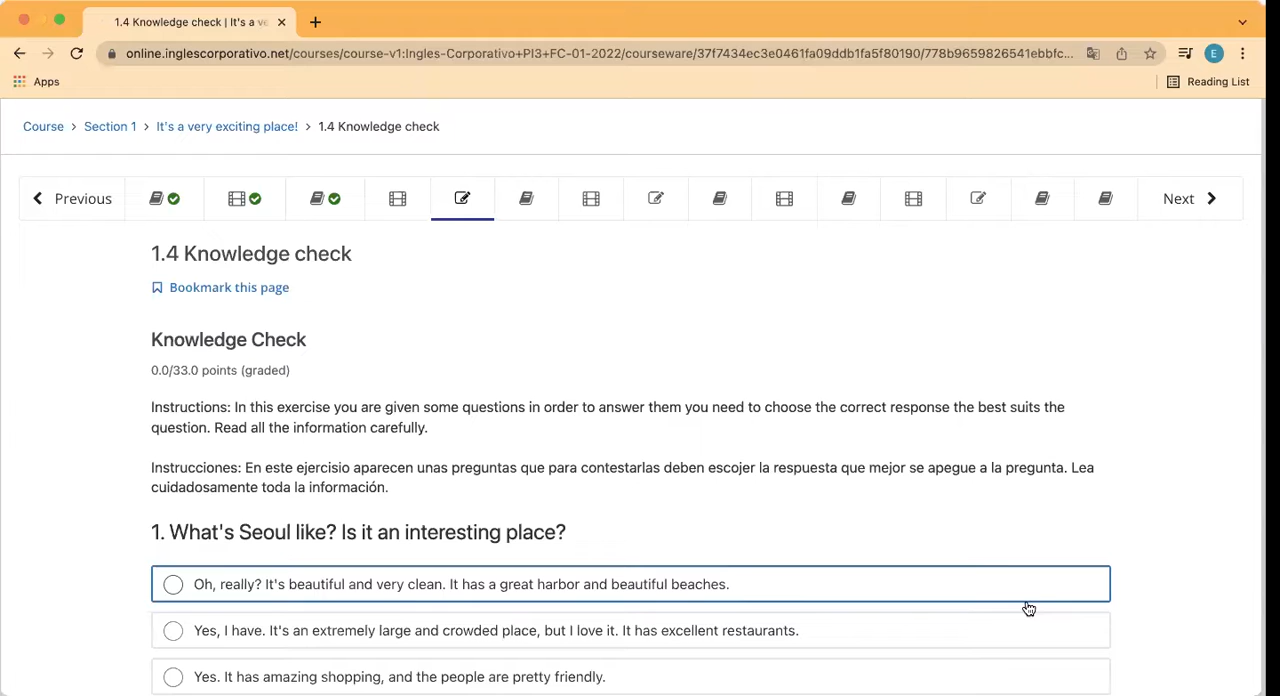 1.4 Knowledge check | It's a ve
online.inglescorporativo.net/courses/course-v1:Ingles-Corporativo+PI3+FC-01-2022/courseware/37f7434ec3e0461fa09ddb1fa5f80190/778b9659826541ebbfc...
E
Apps
Reading List
Course > Section 1 > It's a very exciting place! > 1.4 Knowledge check
Previous
Next
1.4 Knowledge check
Bookmark this page
Knowledge Check
0.0/33.0 points (graded)
Instructions: In this exercise you are given some questions in order to answer them you need to choose the correct response the best suits the
question. Read all the information carefully.
Instrucciones: En este ejercisio aparecen unas preguntas que para contestarlas deben escojer la respuesta que mejor se apegue a la pregunta. Lea
cuidadosamente toda la información.
1. What's Seoul like? Is it an interesting place?
Oh, really? It's beautiful and very clean. It has a great harbor and beautiful beaches.
Yes, I have. It's an extremely large and crowded place, but I love it. It has excellent restaurants.
Yes. It has amazing shopping, and the people are pretty friendly.